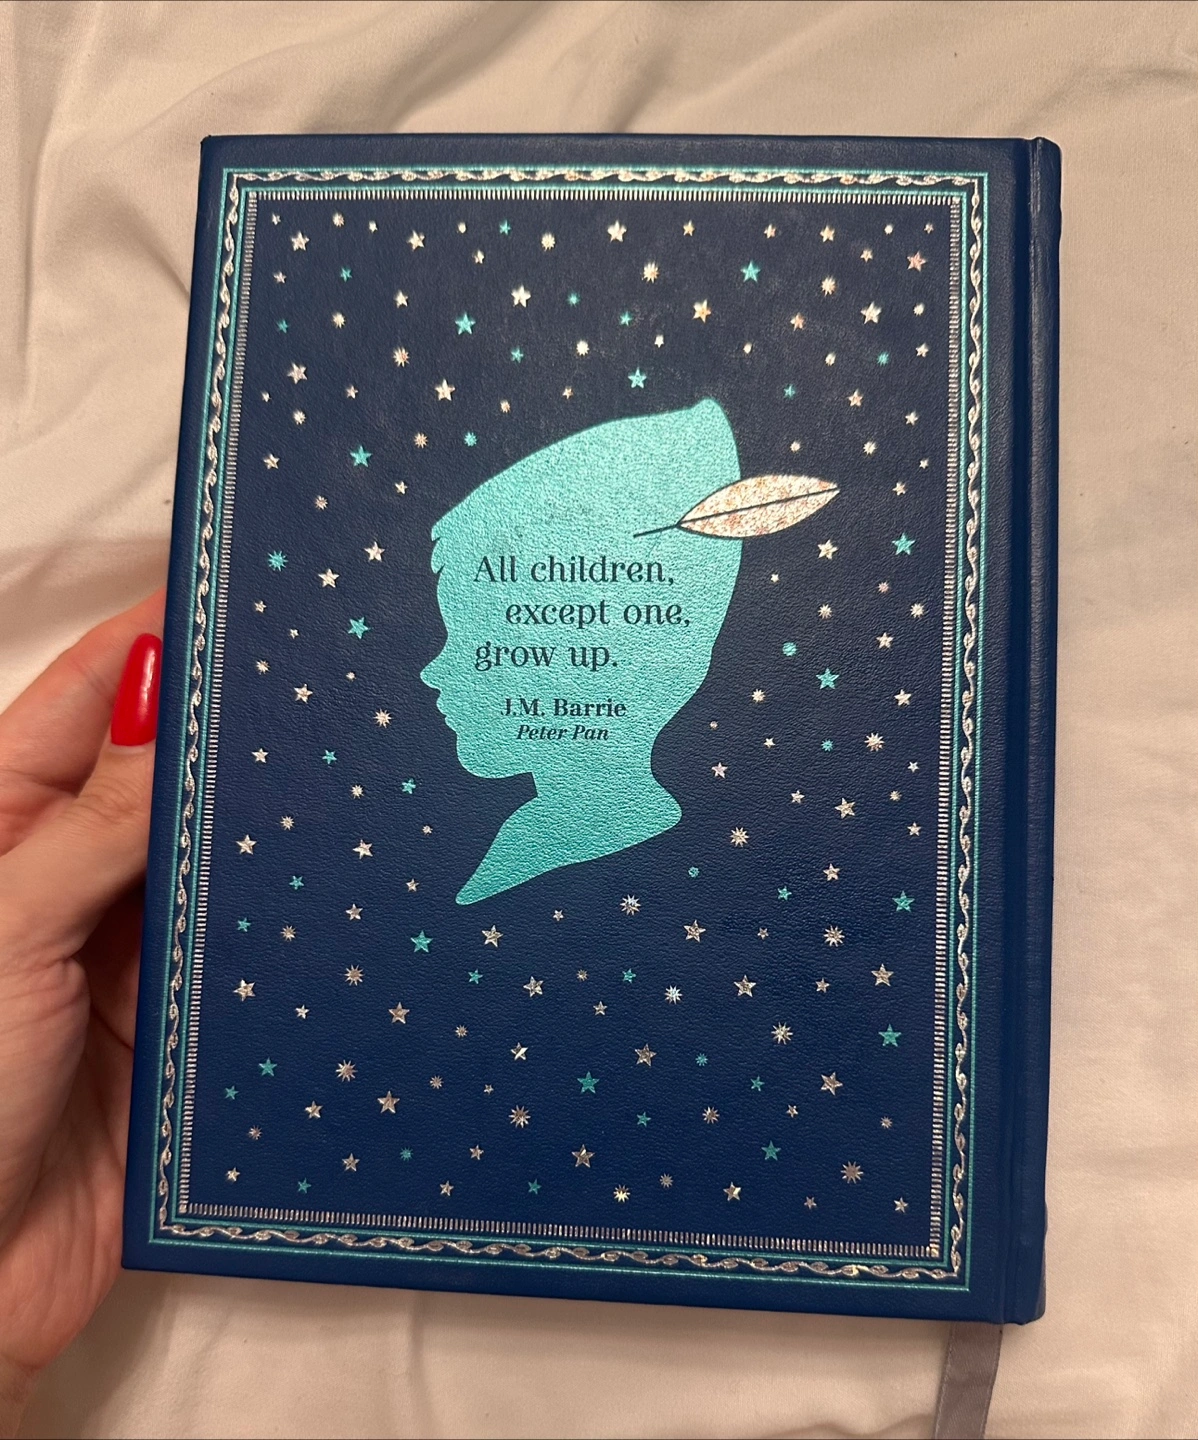 All children,
except one,
grow up.
J.M. Barrie
Peter Pan